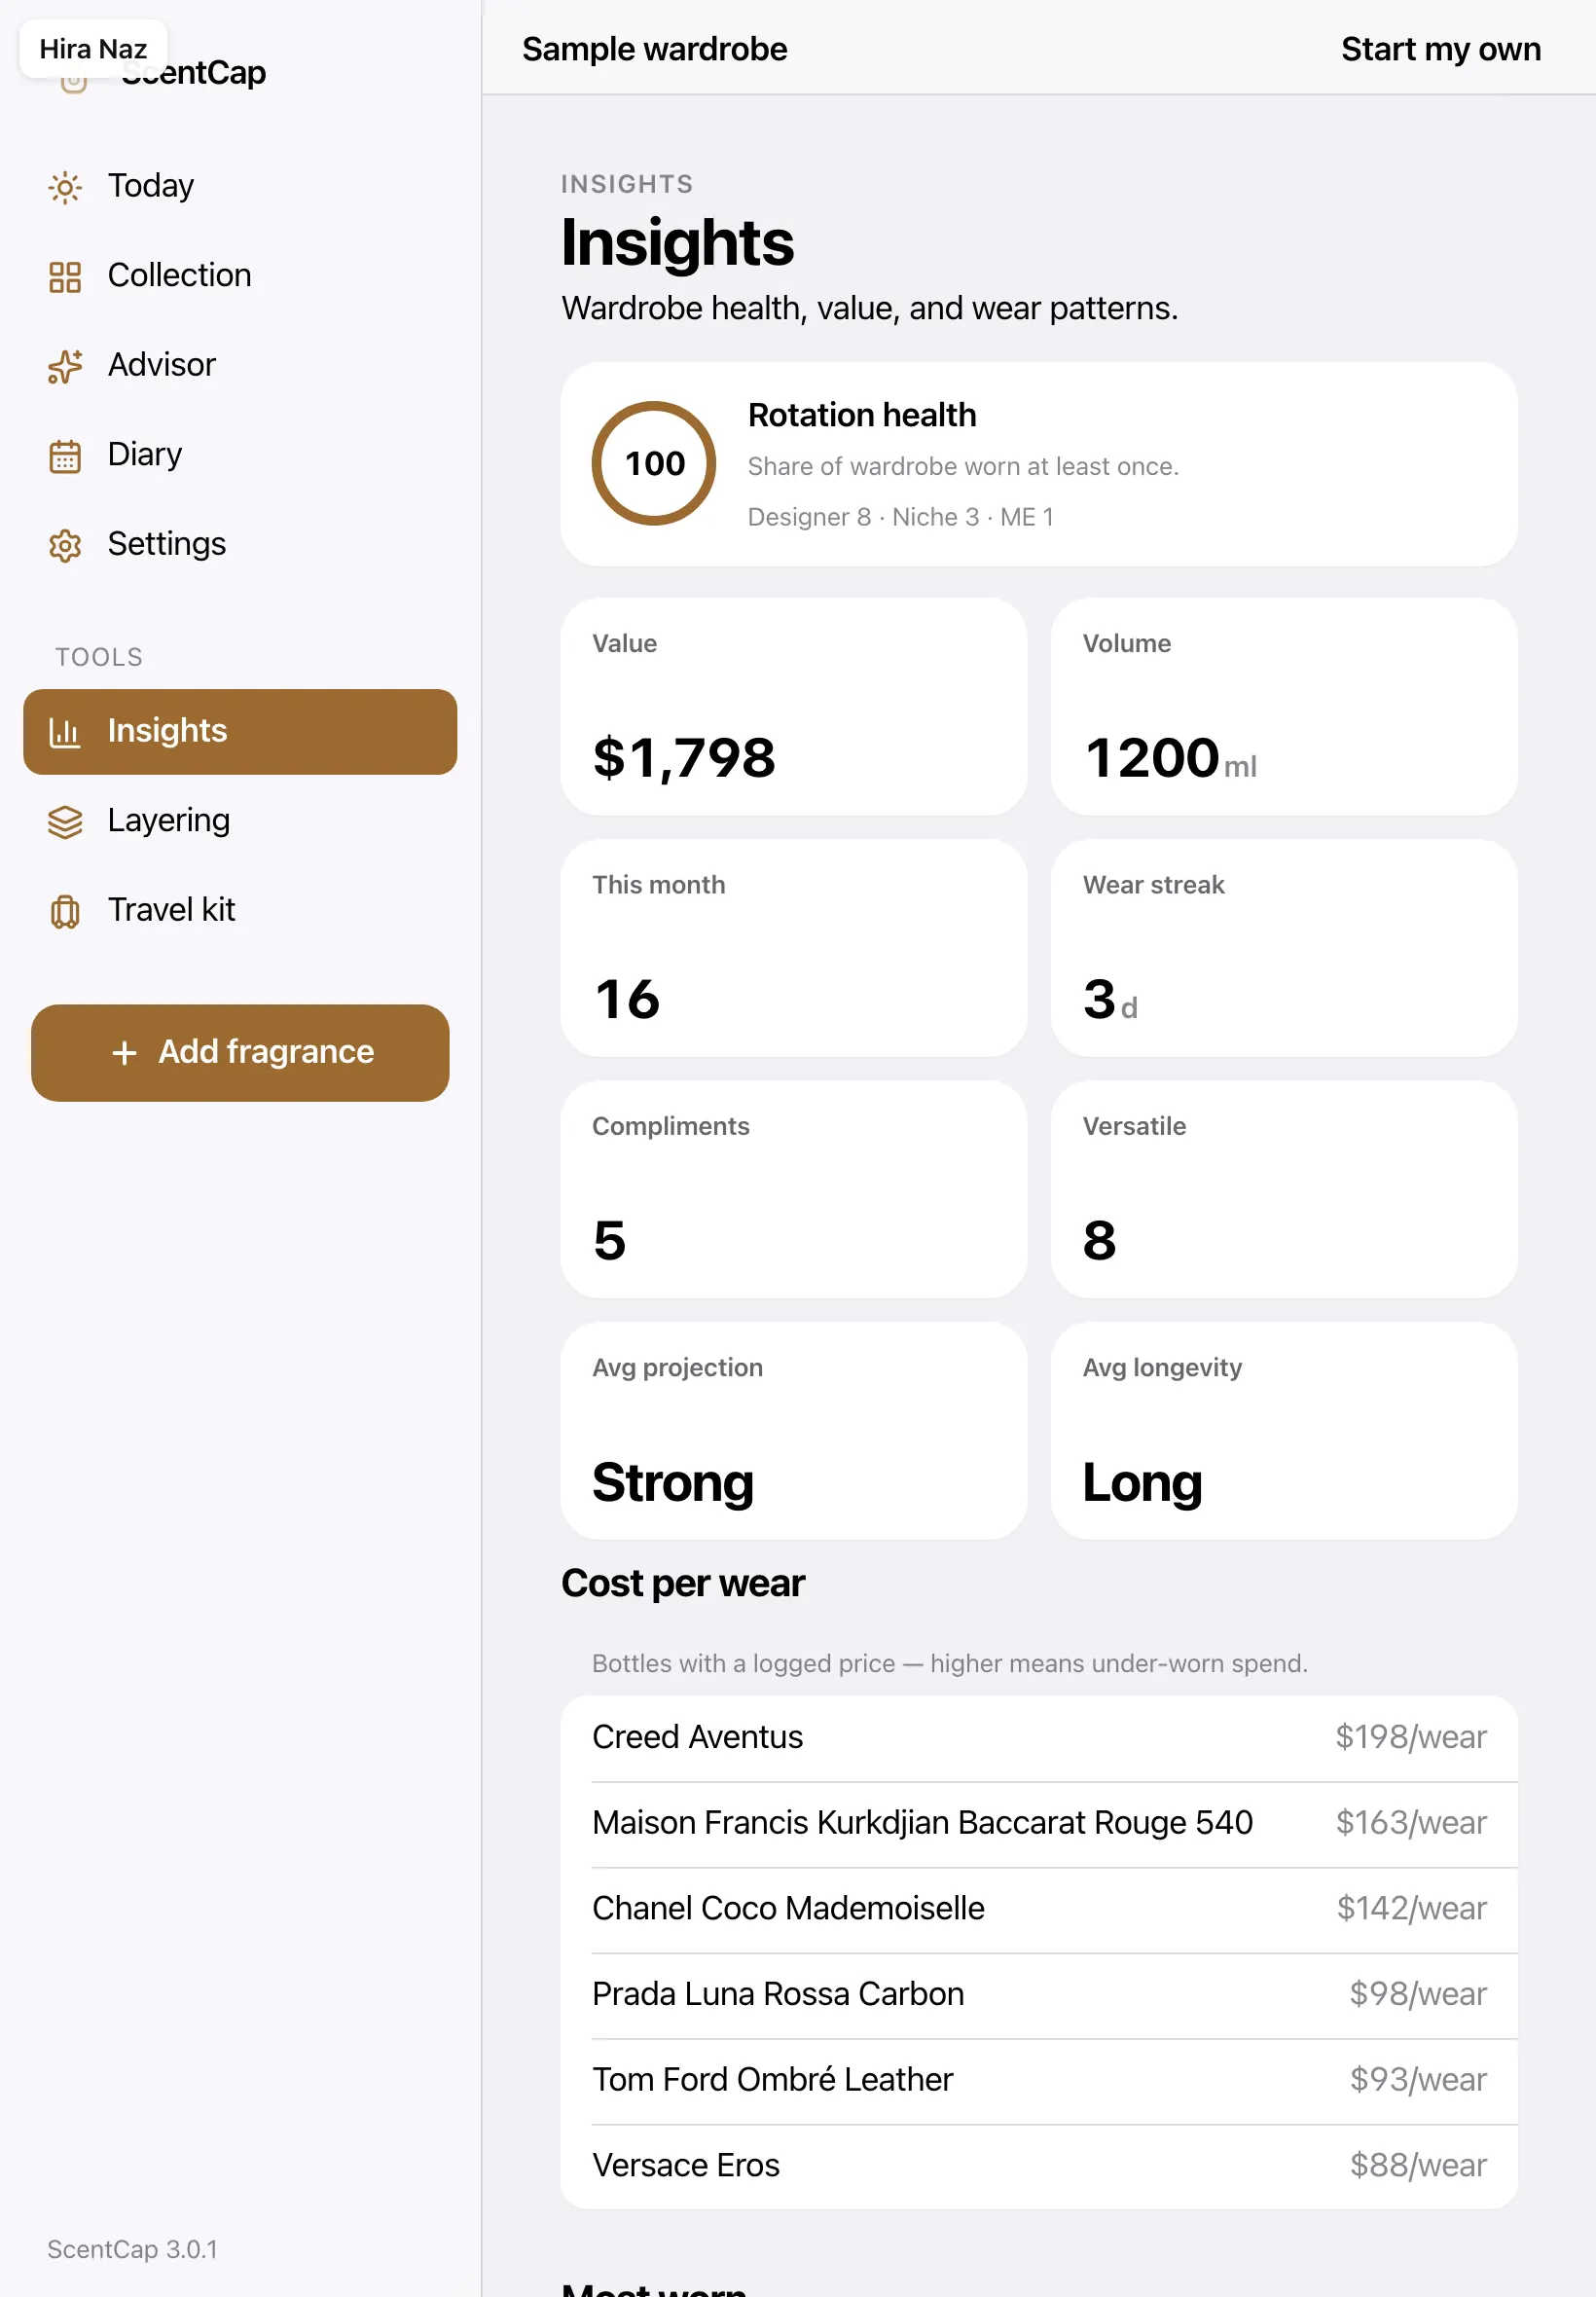 Hira Naz
ScentCap
Today
Collection
Advisor
Diary
Settings
TOOLS
Insights
Layering
Travel kit
+ Add fragrance
ScentCap 3.0.1
Sample wardrobe
Start my own
INSIGHTS
Insights
Wardrobe health, value, and wear patterns.
100
Rotation health
Share of wardrobe worn at least once.
Designer 8 · Niche 3 · ME 1
Value
$1,798
Volume
1200 ml
This month
16
Wear streak
3 d
Compliments
5
Versatile
8
Avg projection
Strong
Avg longevity
Long
Cost per wear
Bottles with a logged price — higher means under-worn spend.
Creed Aventus $198/wear
Maison Francis Kurkdjian Baccarat Rouge 540 $163/wear
Chanel Coco Mademoiselle $142/wear
Prada Luna Rossa Carbon $98/wear
Tom Ford Ombré Leather $93/wear
Versace Eros $88/wear
Most worn